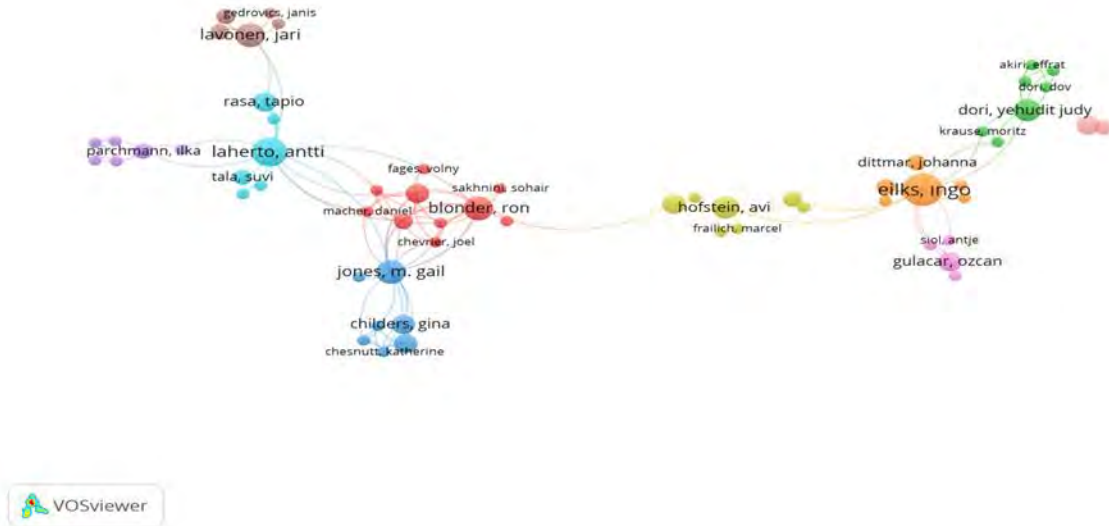 gedrovics, janis
lavonen, jari
rasa, tapio
parchmann, ilka
laherto, antti
tala, suvi
fages, volny
sakhnini, sohair
macher, daniel
blonder, ron
chevrier, joel
jones, m. gail
childers, gina
chesnutt, katherine
hofstein, avi
frailich, marcel
akiri, effrat
dori, dov
dori, yehudit judy
krause, moritz
dittmar, johanna
eilks, ingo
siol, antje
gulacar, ozcan
VOSviewer